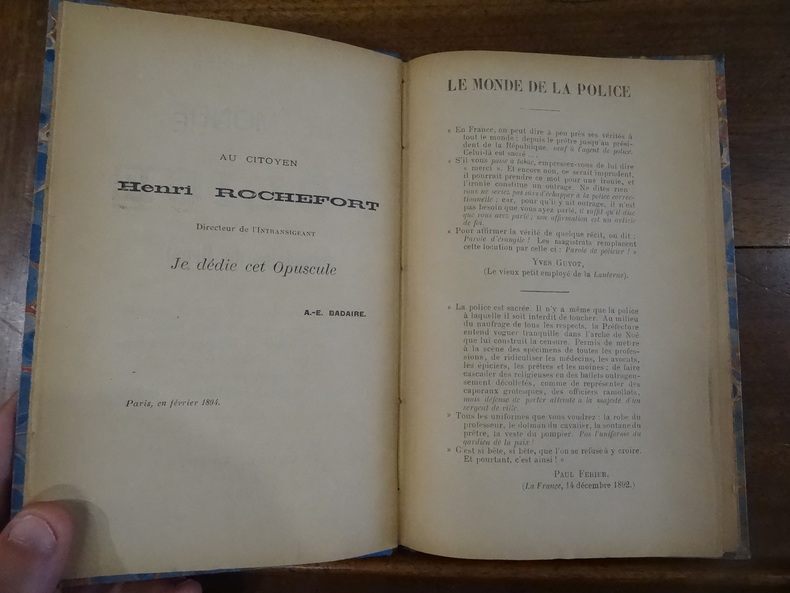 AU CITOYEN
Henri ROCHEFORT
Directeur de l'INTRANSIGEANT
Je dédie cet Opuscule
A.-E. BADAIRE.
Paris, en février 1894.
LE MONDE DE LA POLICE
« En France, on peut dire à peu près ses vérités à
tout le monde : depuis le prêtre jusqu'au prési-
dent de la République, sauf à l'agent de police.
Celui-là est sacré ...
« S'il vous passe à tabac, empressez-vous de lui dire
« merci ». Et encore non, ce serait imprudent,
il pourrait prendre ce mot pour une ironie, et
l'ironie constitue un outrage. Ne dites rien
vous ne seriez pas sûrs d'échapper à la police correc-
tionnelle : car, pour qu'il y ait outrage, il n'est
pas besoin que vous ayez parlé, il suffit qu'il dise
que vous avez parlé ; son affirmation est un article
de foi.
« Pour affirmer la vérité de quelque récit, on dit :
Parole d'évangile ! Les magistrats remplacent
cette location par celle ci : Parole de policier ! »
YVES GUYOT,
(Le vieux petit employé de la Lanterne).
« La police est sacrée. Il n'y a même que la police
à laquelle il soit interdit de toucher. Au milieu
du naufrage de tous les respects, la Préfecture
entend voguer tranquille dans l'arche de Noé
que lui construit la censure. Permis de mettre
à la scène des spécimens de toutes les profes-
sions, de ridiculiser les médecins, les avocats,
les épiciers, les prêtres et les moines ; de faire
cascader des religieuses en des ballets outrageu-
sement décolletés, comme de représenter des
caporaux grotesques, des officiers ramollots,
mais défense de porter atteinte à la majesté d'un
sergent de ville.
« Tous les uniformes que vous voudrez : la robe du
professeur, le dolman du cavalier, la soutane du
prêtre, la veste du pompier. Pas l'uniforme du
gardien de la paix !
« C'est si bête, si bête, que l'on se refuse à y croire.
Et pourtant, c'est ainsi ! »
PAUL FERIER,
(La France, 14 décembre 1892.)